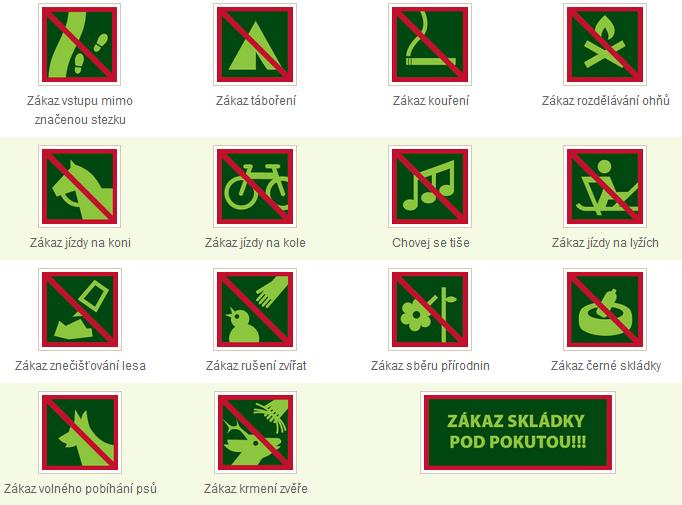 Zákaz vstupu mimo
značenou stezku
Zákaz táboření
Zákaz kouření
Zákaz rozdělávání ohňů
Zákaz jízdy na koni
Zákaz jízdy na kole
Chovej se tiše
Zákaz jízdy na lyžích
Zákaz znečišťování lesa
Zákaz rušení zvířat
Zákaz sběru přírodnin
Zákaz černé skládky
ZÁKAZ SKLÁDKY
POD POKUTOU!!!
Zákaz volného pobíhání psů
Zákaz krmení zvěře